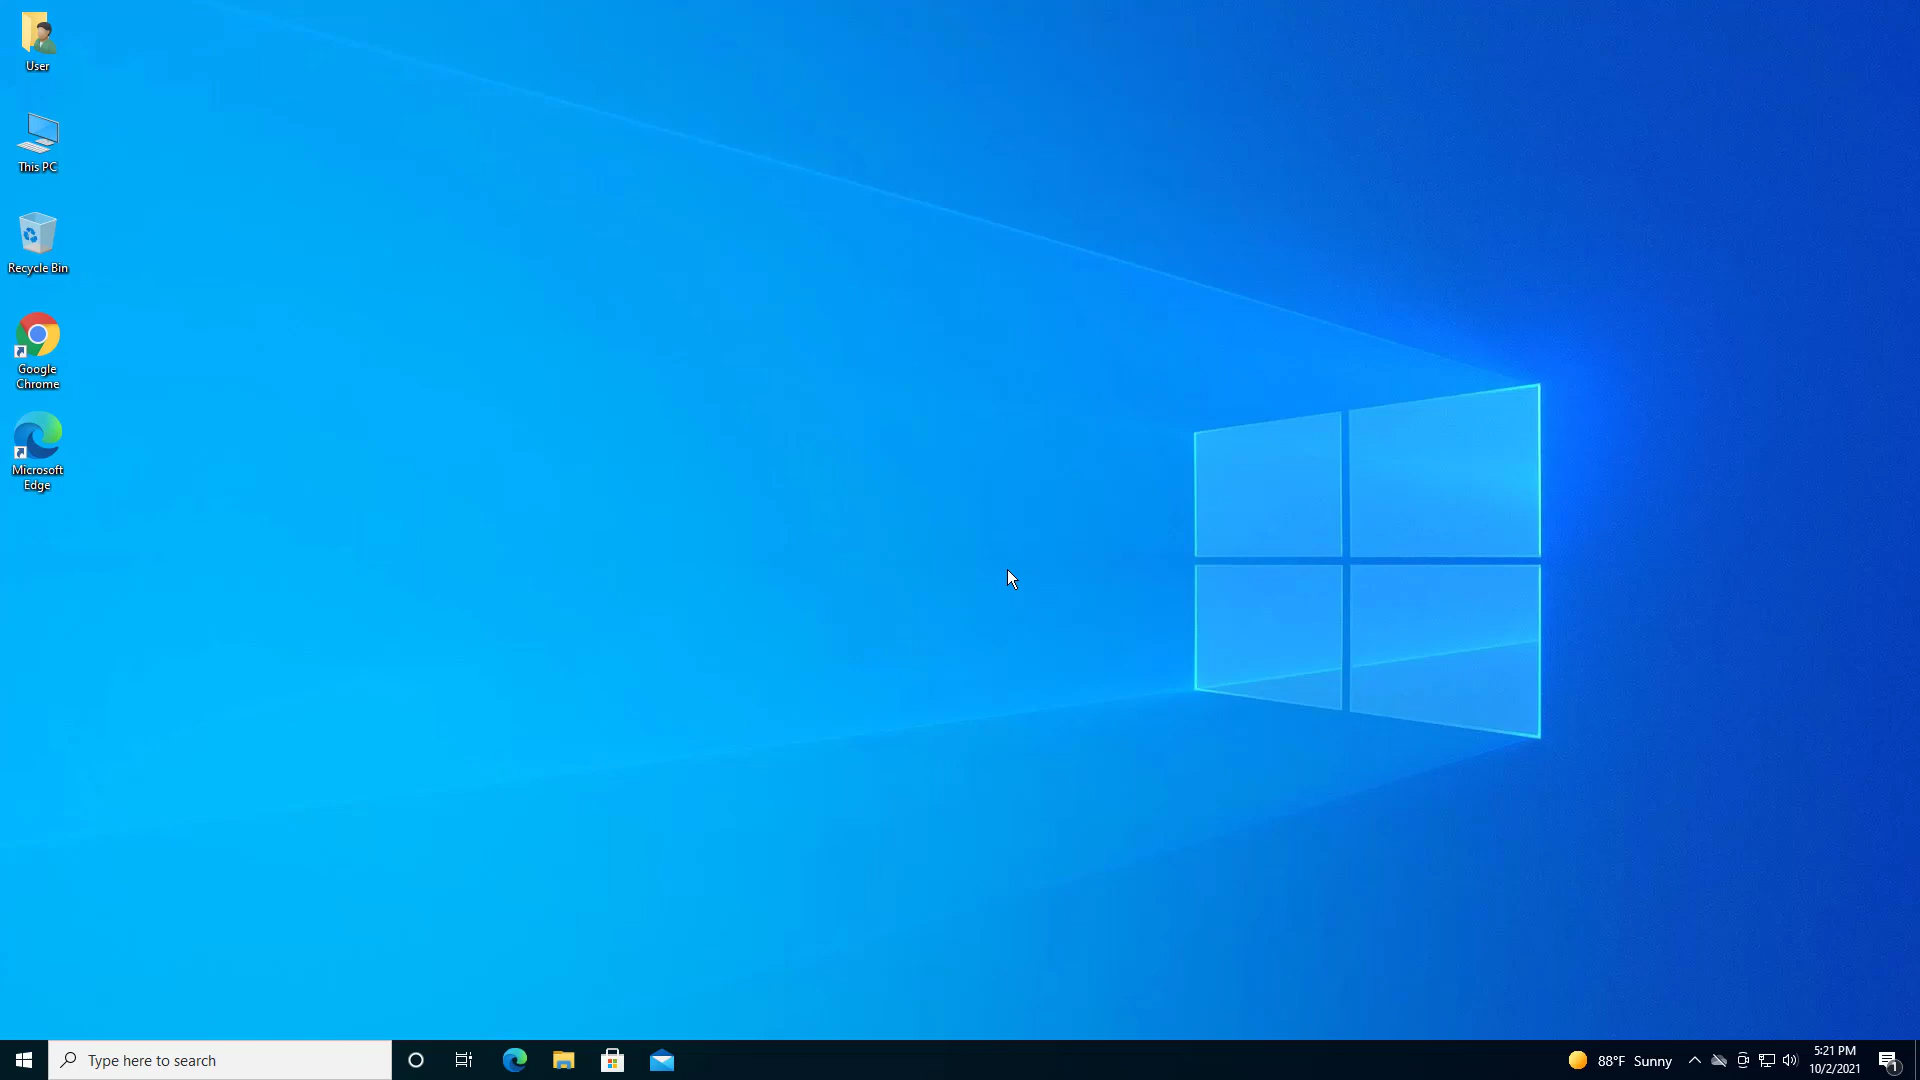 User
This PC
Recycle Bin
Google
Chrome
Microsoft
Edge
Type here to search
88°F Sunny
5:21 PM
10/2/2021
1